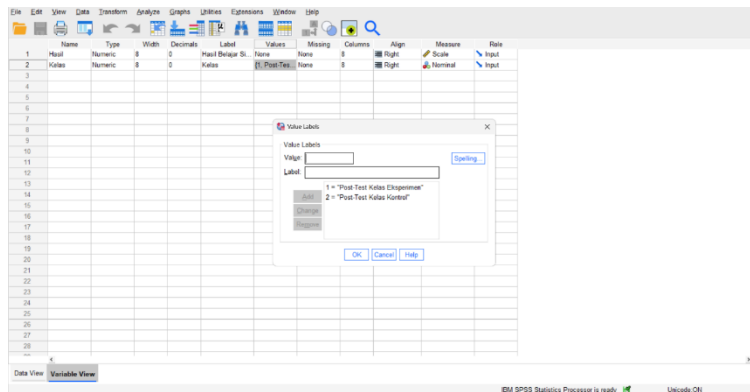 File Edit View Data Transform Analyze Graphs Utilities Extensions Window Help
Name Type Width Decimals Label Values Missing Columns Align Measure Role
1 Hasil Numeric 8 0 Hasil Belajar Si... None None 8 Right Scale Input
2 Kelas Numeric 8 0 Kelas {1, Post-Tes... None 8 Right Nominal Input
3
4
5
6
7
8
9
10
11
12
13
14
15
16
17
18
19
20
21
22
23
24
25
26
27
28
Value Labels
Value Labels
Value:
Spelling...
Label:
1 = "Post-Test Kelas Eksperimen"
Add 2 = "Post-Test Kelas Kontrol"
Change
Remove
OK Cancel Help
Data View Variable View
IBM SPSS Statistics Processor is ready Unicode:ON